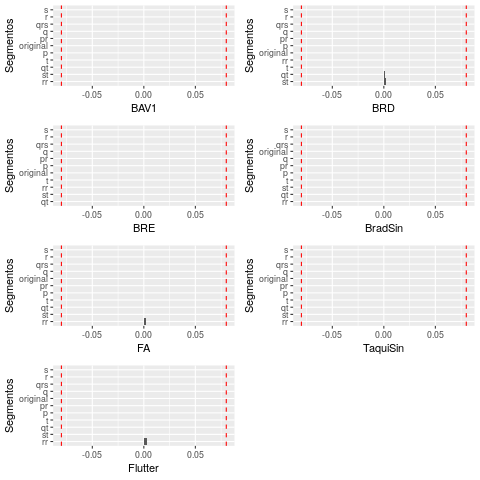 Segmentos
s
r
qrs
q
pr
original
p
t
qt
st
rr
-0.05 0.00 0.05
BAV1
Segmentos
s
r
qrs
q
pr
p
original
t
qt
st
rr
-0.05 0.00 0.05
BRD
Segmentos
s
r
qrs
q
pr
p
original
t
rr
st
qt
-0.05 0.00 0.05
BRE
Segmentos
s
r
qrs
original
q
pr
p
t
st
qt
rr
-0.05 0.00 0.05
BradSin
Segmentos
s
r
qrs
q
original
pr
p
t
qt
st
rr
-0.05 0.00 0.05
FA
Segmentos
s
r
qrs
q
original
pr
p
t
qt
st
rr
-0.05 0.00 0.05
TaquiSin
Segmentos
s
r
qrs
q
original
pr
p
t
qt
st
rr
-0.05 0.00 0.05
Flutter